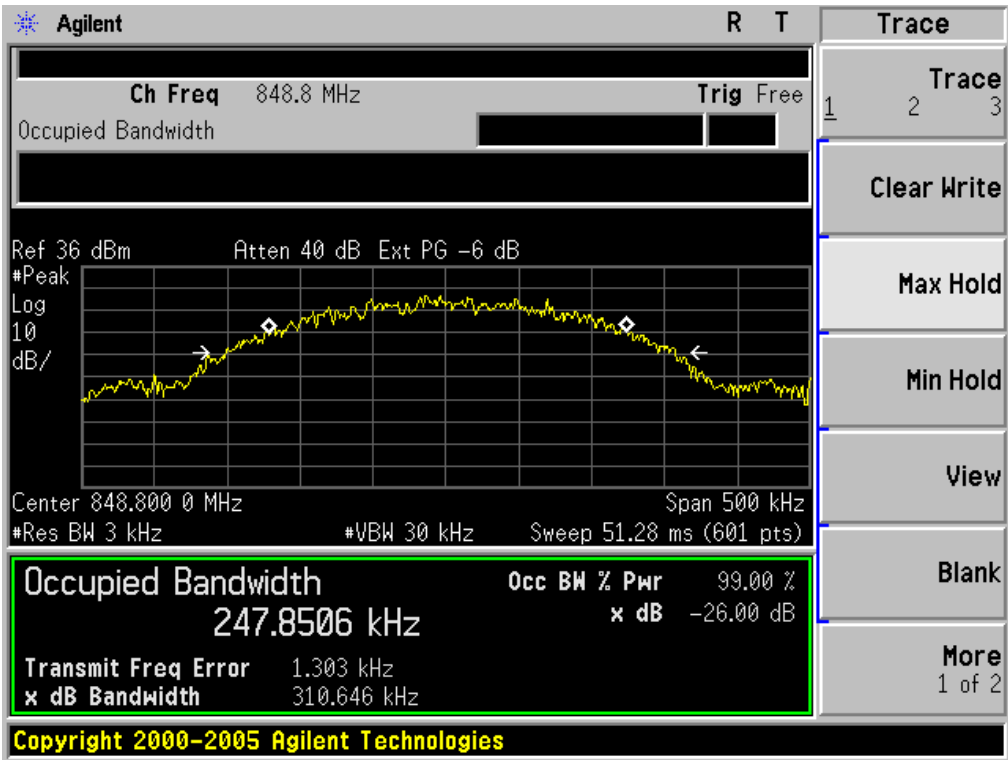 Agilent R T
Ch Freq 848.8 MHz Trig Free
Occupied Bandwidth
Ref 36 dBm Atten 40 dB Ext PG -6 dB
#Peak
Log
10
dB/
Center 848.800 0 MHz Span 500 kHz
#Res BW 3 kHz #VBW 30 kHz Sweep 51.28 ms (601 pts)
Occupied Bandwidth Occ BW % Pwr 99.00 %
247.8506 kHz x dB -26.00 dB
Transmit Freq Error 1.303 kHz
x dB Bandwidth 310.646 kHz
Copyright 2000-2005 Agilent Technologies
Trace
Trace
1 2 3
Clear Write
Max Hold
Min Hold
View
Blank
More
1 of 2